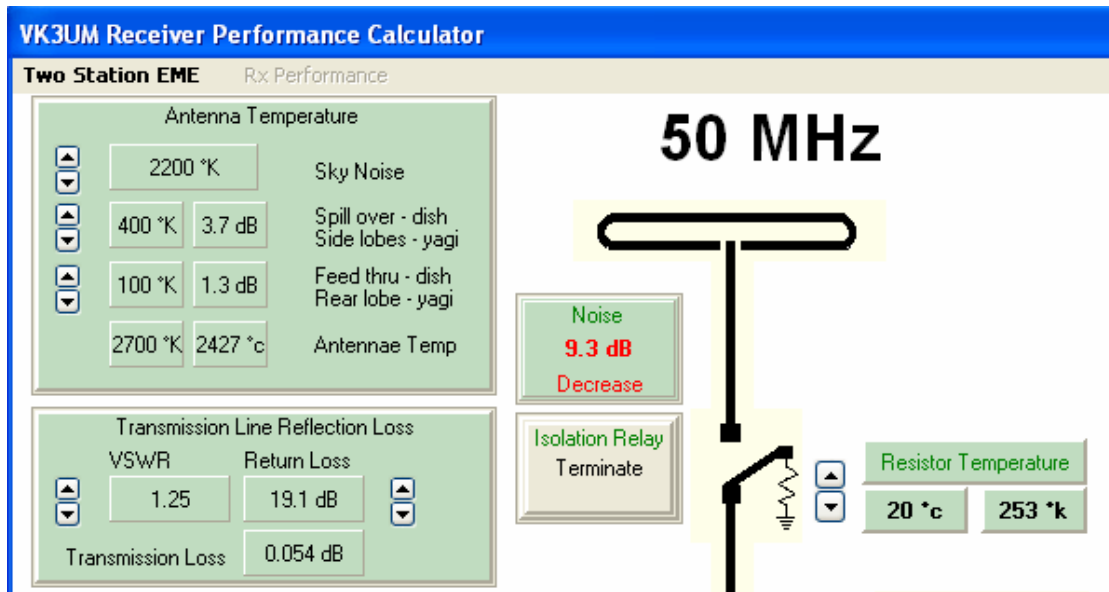 VK3UM Receiver Performance Calculator
Two Station EME Rx Performance
Antenna Temperature
2200 °K Sky Noise
400 °K 3.7 dB Spill over - dish
Side lobes - yagi
100 °K 1.3 dB Feed thru - dish
Rear lobe - yagi
2700 °K 2427 °c Antennae Temp
Transmission Line Reflection Loss
VSWR Return Loss
1.25 19.1 dB
Transmission Loss 0.054 dB
50 MHz
Noise
9.3 dB
Decrease
Isolation Relay
Terminate
Resistor Temperature
20 °c 253 °k